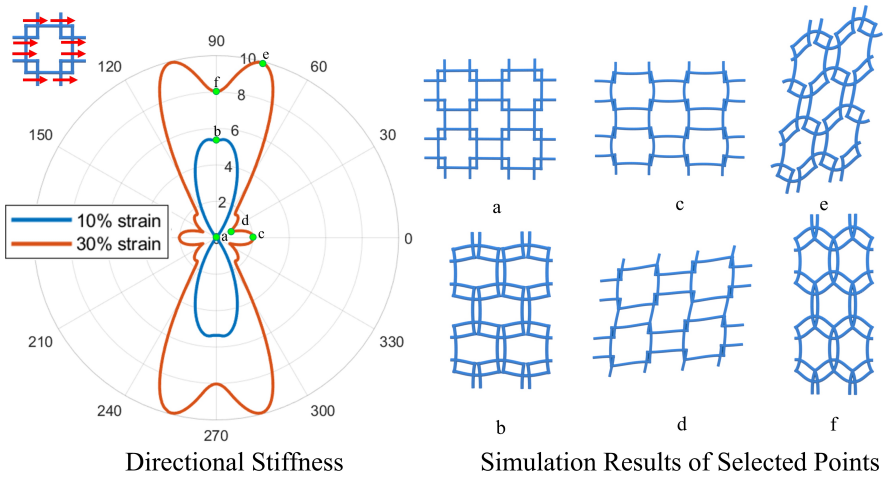 90
120
60
150
30
0
210
330
240
300
270
10
8
6
4
2
e
f
b
d
a
c
10% strain
30% strain
a
c
e
b
d
f
Directional Stiffness
Simulation Results of Selected Points